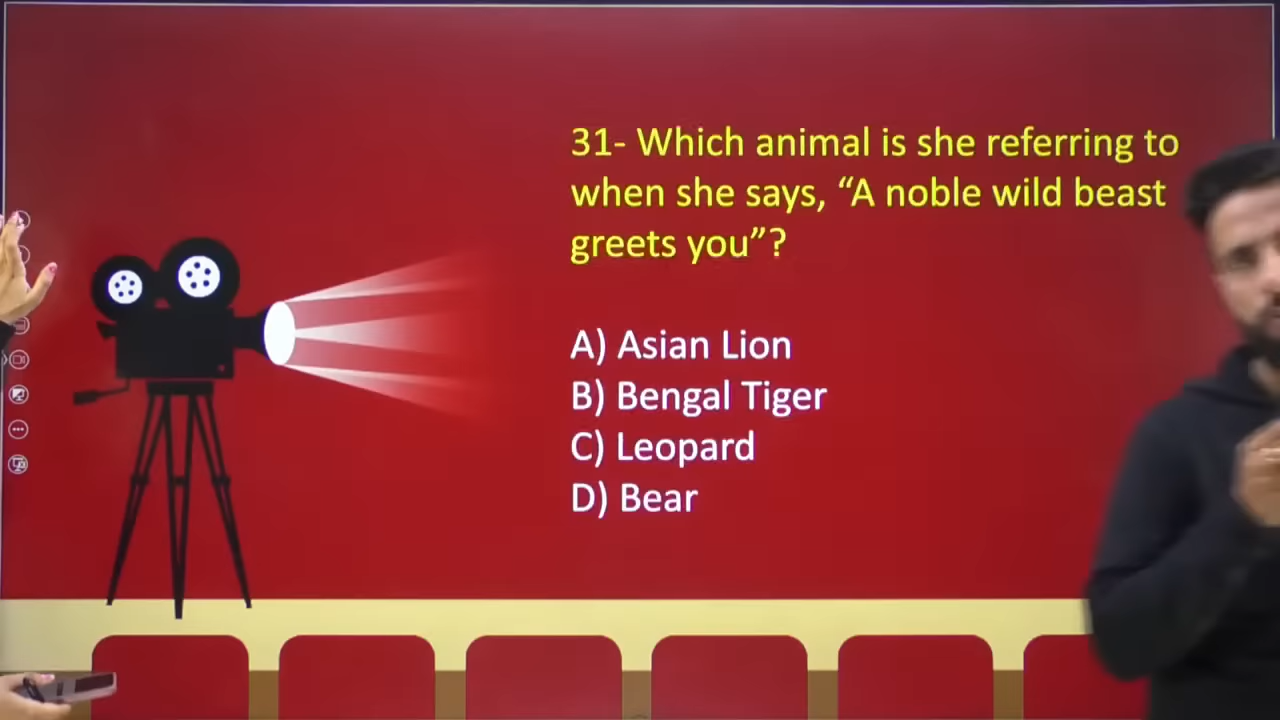 31- Which animal is she referring to
when she says, “A noble wild beast
greets you”?
A) Asian Lion
B) Bengal Tiger
C) Leopard
D) Bear